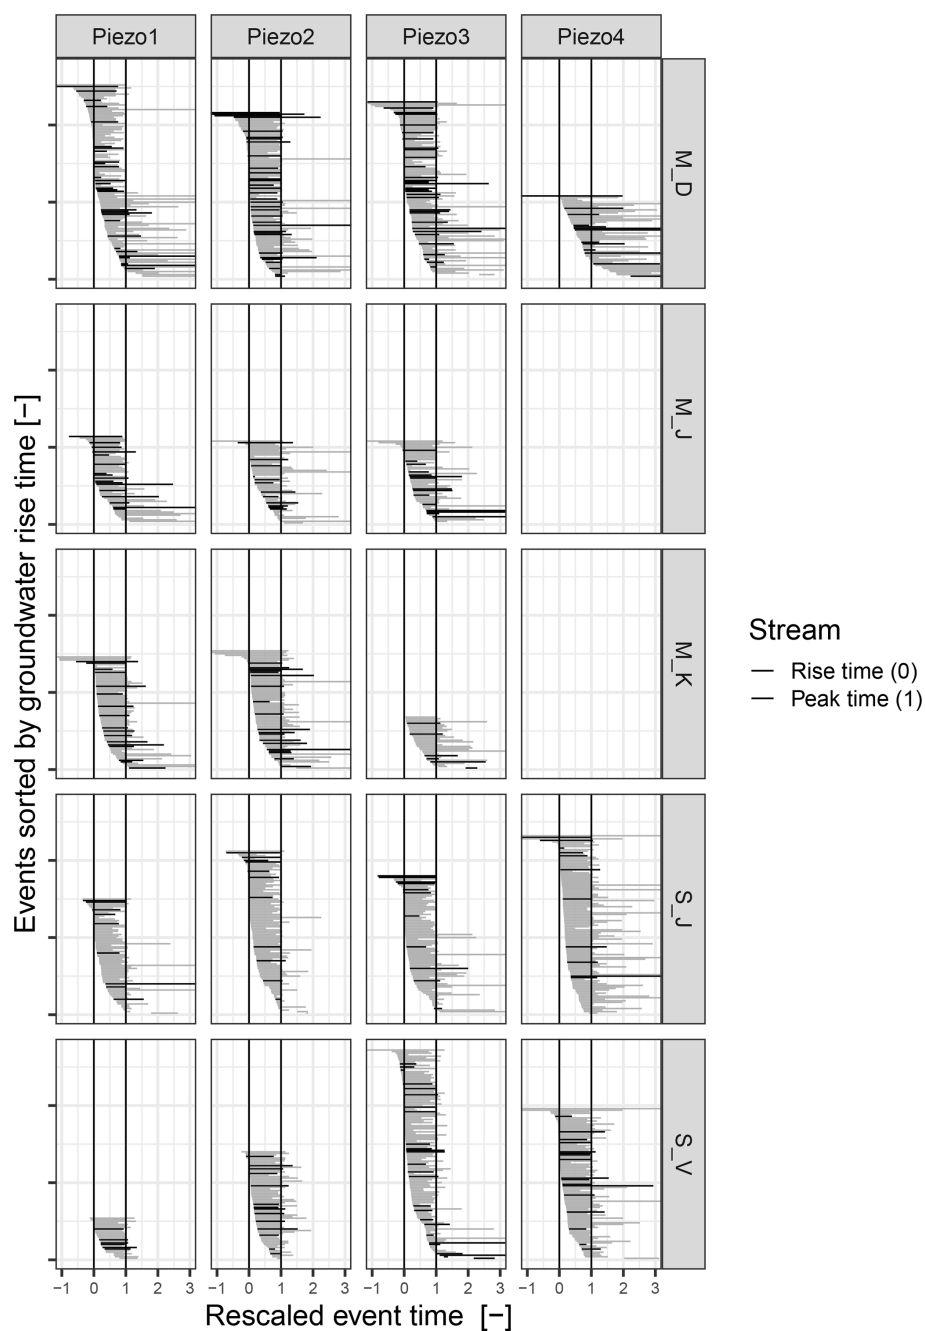 Piezo1 Piezo2 Piezo3 Piezo4
M_D
M_J
M_K
S_J
S_V
Events sorted by groundwater rise time [−]
−1 0 1 2 3 −1 0 1 2 3 −1 0 1 2 3 −1 0 1 2 3
Rescaled event time [−]
Stream
Rise time (0)
Peak time (1)